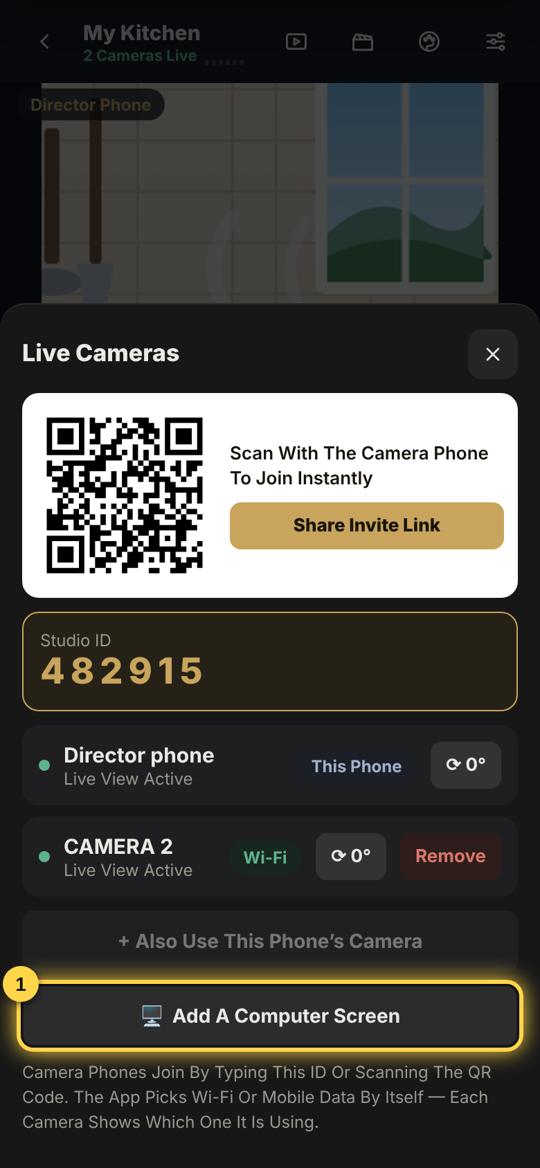 My Kitchen
2 Cameras Live
Director Phone
Live Cameras
Scan With The Camera Phone
To Join Instantly
Share Invite Link
Studio ID
482915
Director phone
Live View Active
This Phone
⟳ 0°
CAMERA 2
Live View Active
Wi-Fi
⟳ 0°
Remove
+ Also Use This Phone’s Camera
1
🖥️ Add A Computer Screen
Camera Phones Join By Typing This ID Or Scanning The QR
Code. The App Picks Wi-Fi Or Mobile Data By Itself — Each
Camera Shows Which One It Is Using.